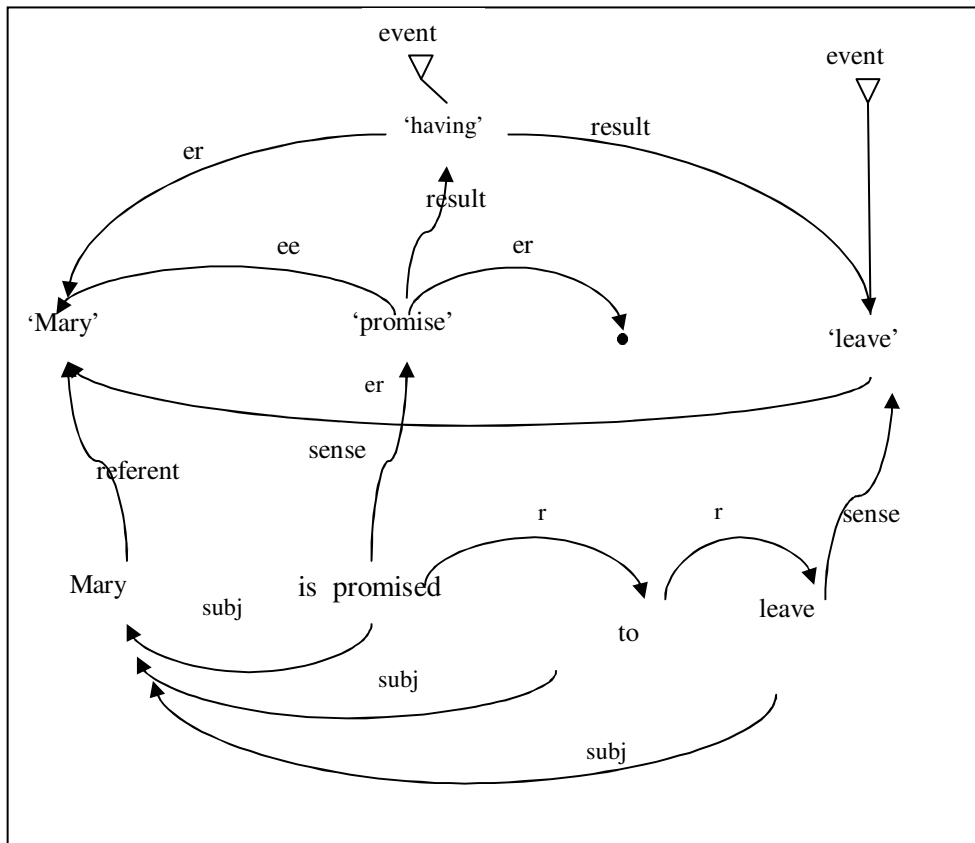 event
event
‘having’
result
er
result
ee
er
‘Mary’
‘promise’
‘leave’
er
sense
referent
r
r
sense
Mary
is promised
leave
subj
to
subj
subj